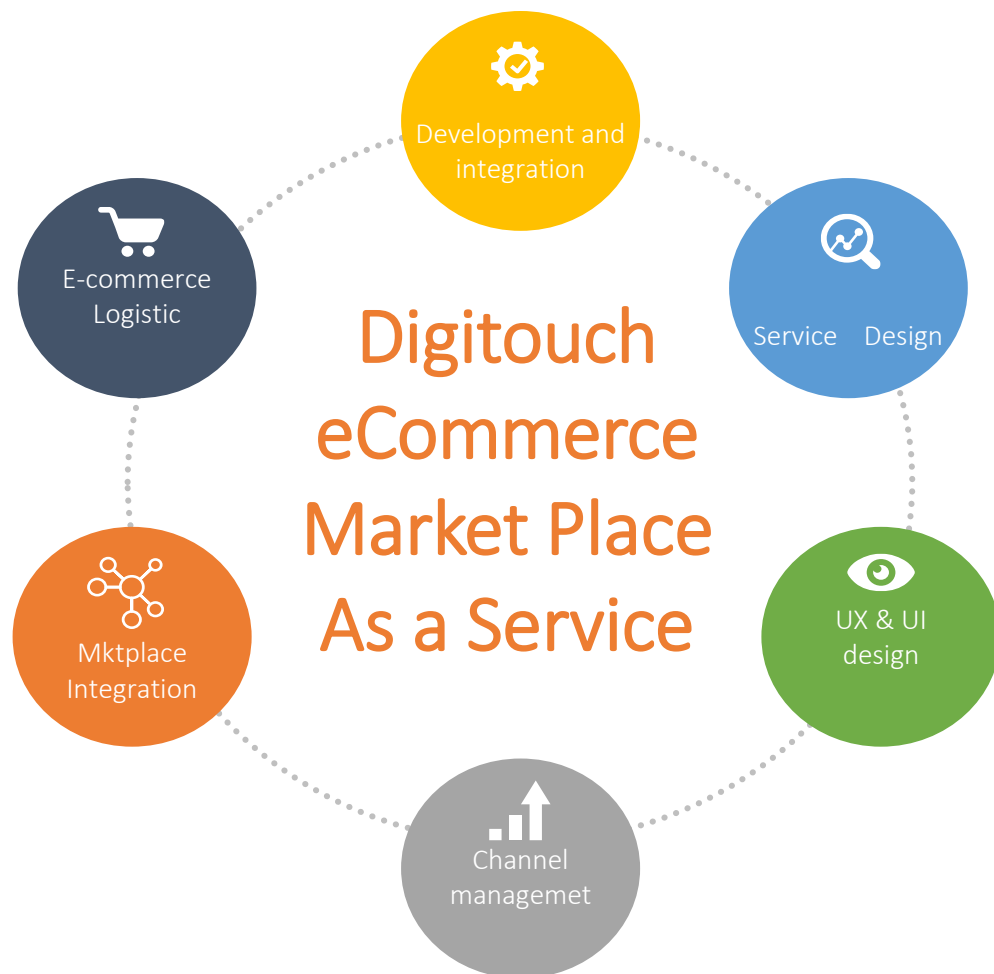 Development and
integration
E-commerce
Logistic
Service Design
Digitouch
eCommerce
Market Place
As a Service
Mktplace
Integration
UX & UI
design
Channel
managemet